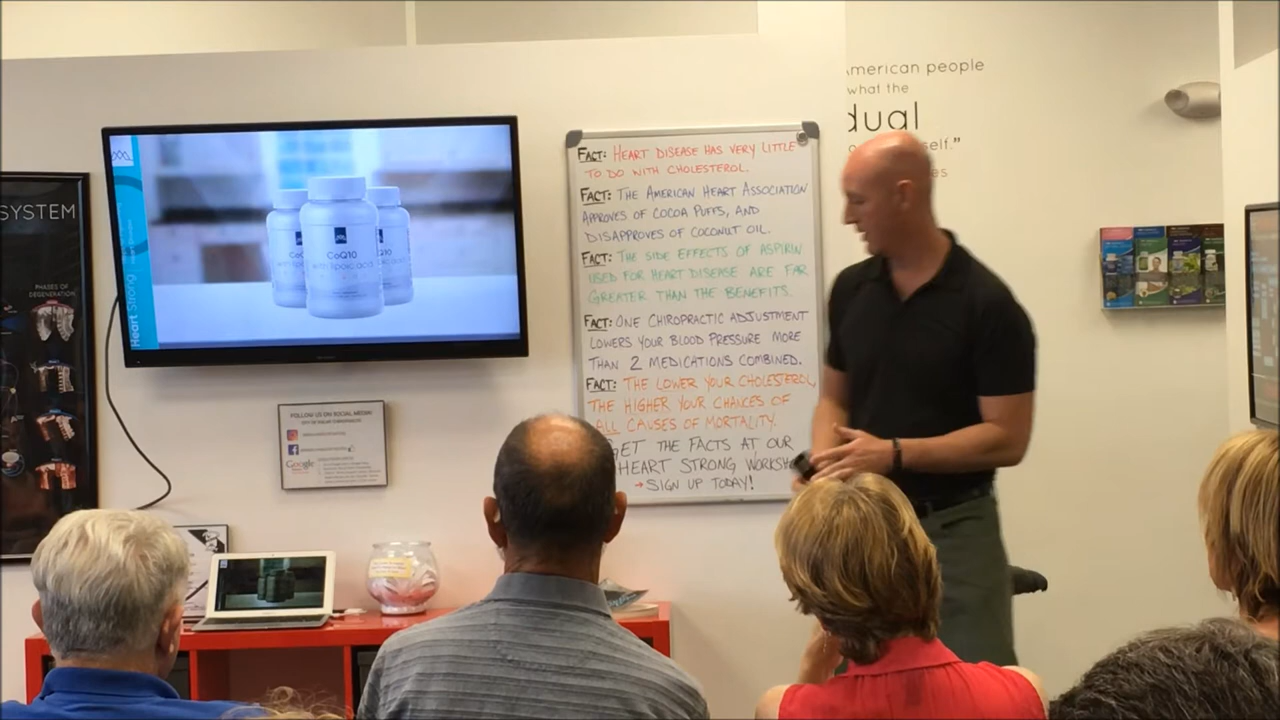 SYSTEM
PHASES OF
DEGENERATION
Heart Strong
CoQ10
with lipoic acid
FACT: HEART DISEASE HAS VERY LITTLE
TO DO WITH CHOLESTEROL.
FACT: THE AMERICAN HEART ASSOCIATION
APPROVES OF COCOA PUFFS, AND
DISAPPROVES OF COCONUT OIL.
FACT: THE SIDE EFFECTS OF ASPIRIN
USED FOR HEART DISEASE ARE FAR
GREATER THAN THE BENEFITS.
FACT: ONE CHIROPRACTIC ADJUSTMENT
LOWERS YOUR BLOOD PRESSURE MORE
THAN 2 MEDICATIONS COMBINED.
FACT: THE LOWER YOUR CHOLESTEROL,
THE HIGHER YOUR CHANCES OF
ALL CAUSES OF MORTALITY.
GET THE FACTS AT OUR
HEART STRONG WORKSH
→ SIGN UP TODAY!
American people
what the
dual
self.”
FOLLOW US ON SOCIAL MEDIA!
Google